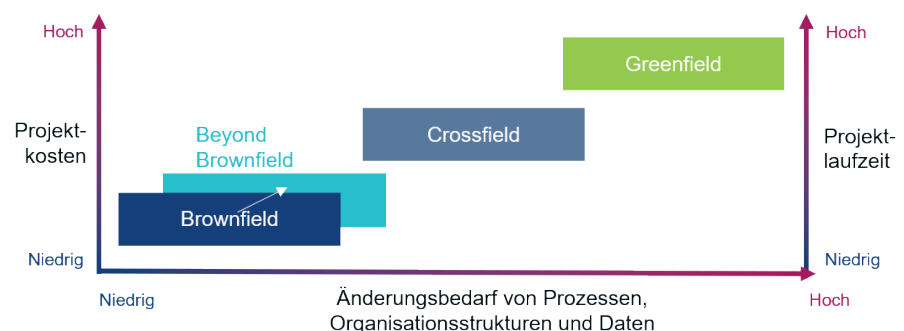 Hoch
Hoch
Greenfield
Projekt-
kosten
Beyond
Brownfield
Crossfield
Projekt-
laufzeit
Brownfield
Niedrig
Niedrig
Niedrig
Änderungsbedarf von Prozessen,
Organisationsstrukturen und Daten
Hoch